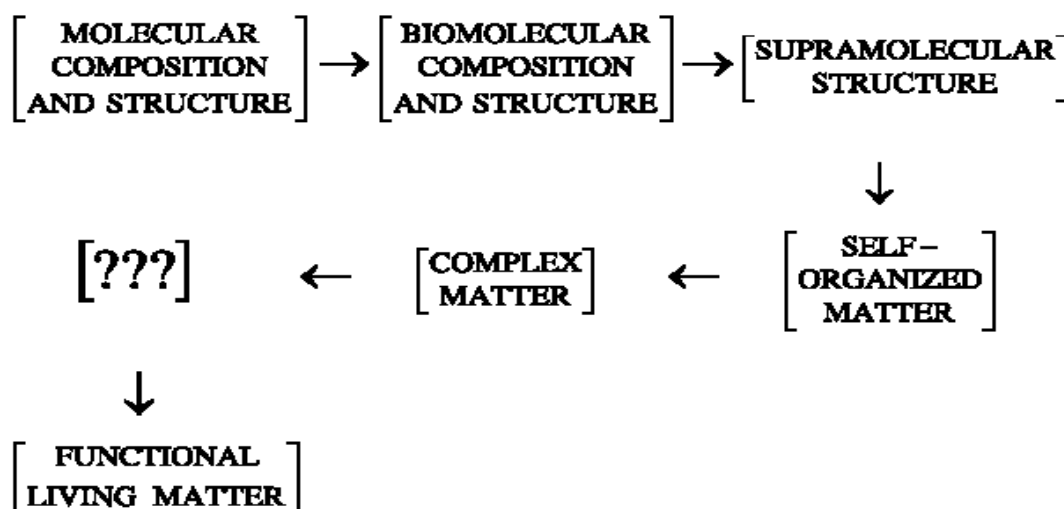 MOLECULAR
COMPOSITION
AND STRUCTURE
BIOMOLECULAR
COMPOSITION
AND STRUCTURE
SUPRAMOLECULAR
STRUCTURE
SELF-
ORGANIZED
MATTER
COMPLEX
MATTER
[???]
FUNCTIONAL
LIVING MATTER